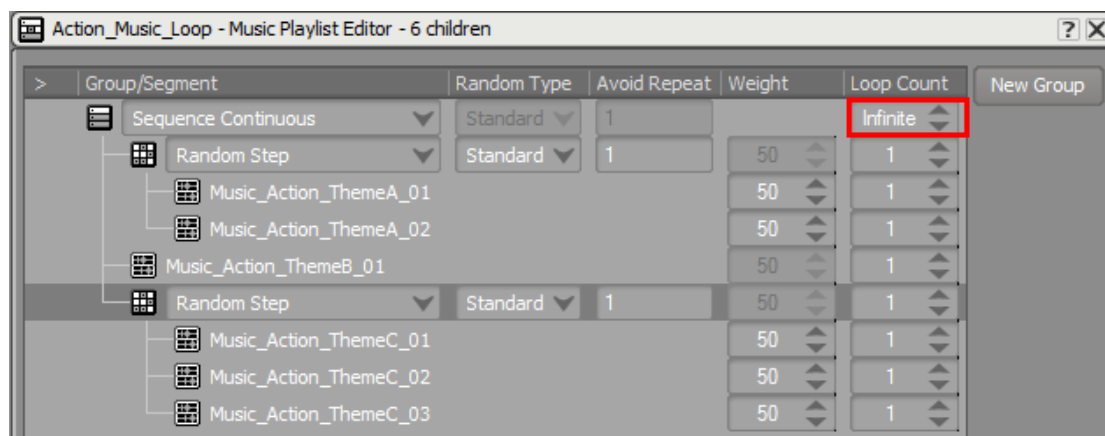 Action_Music_Loop - Music Playlist Editor - 6 children ? X
> Group/Segment Random Type Avoid Repeat Weight Loop Count New Group
Sequence Continuous Standard 1 Infinite
Random Step Standard 1 50 1
Music_Action_ThemeA_01 50 1
Music_Action_ThemeA_02 50 1
Music_Action_ThemeB_01 50 1
Random Step Standard 1 50 1
Music_Action_ThemeC_01 50 1
Music_Action_ThemeC_02 50 1
Music_Action_ThemeC_03 50 1